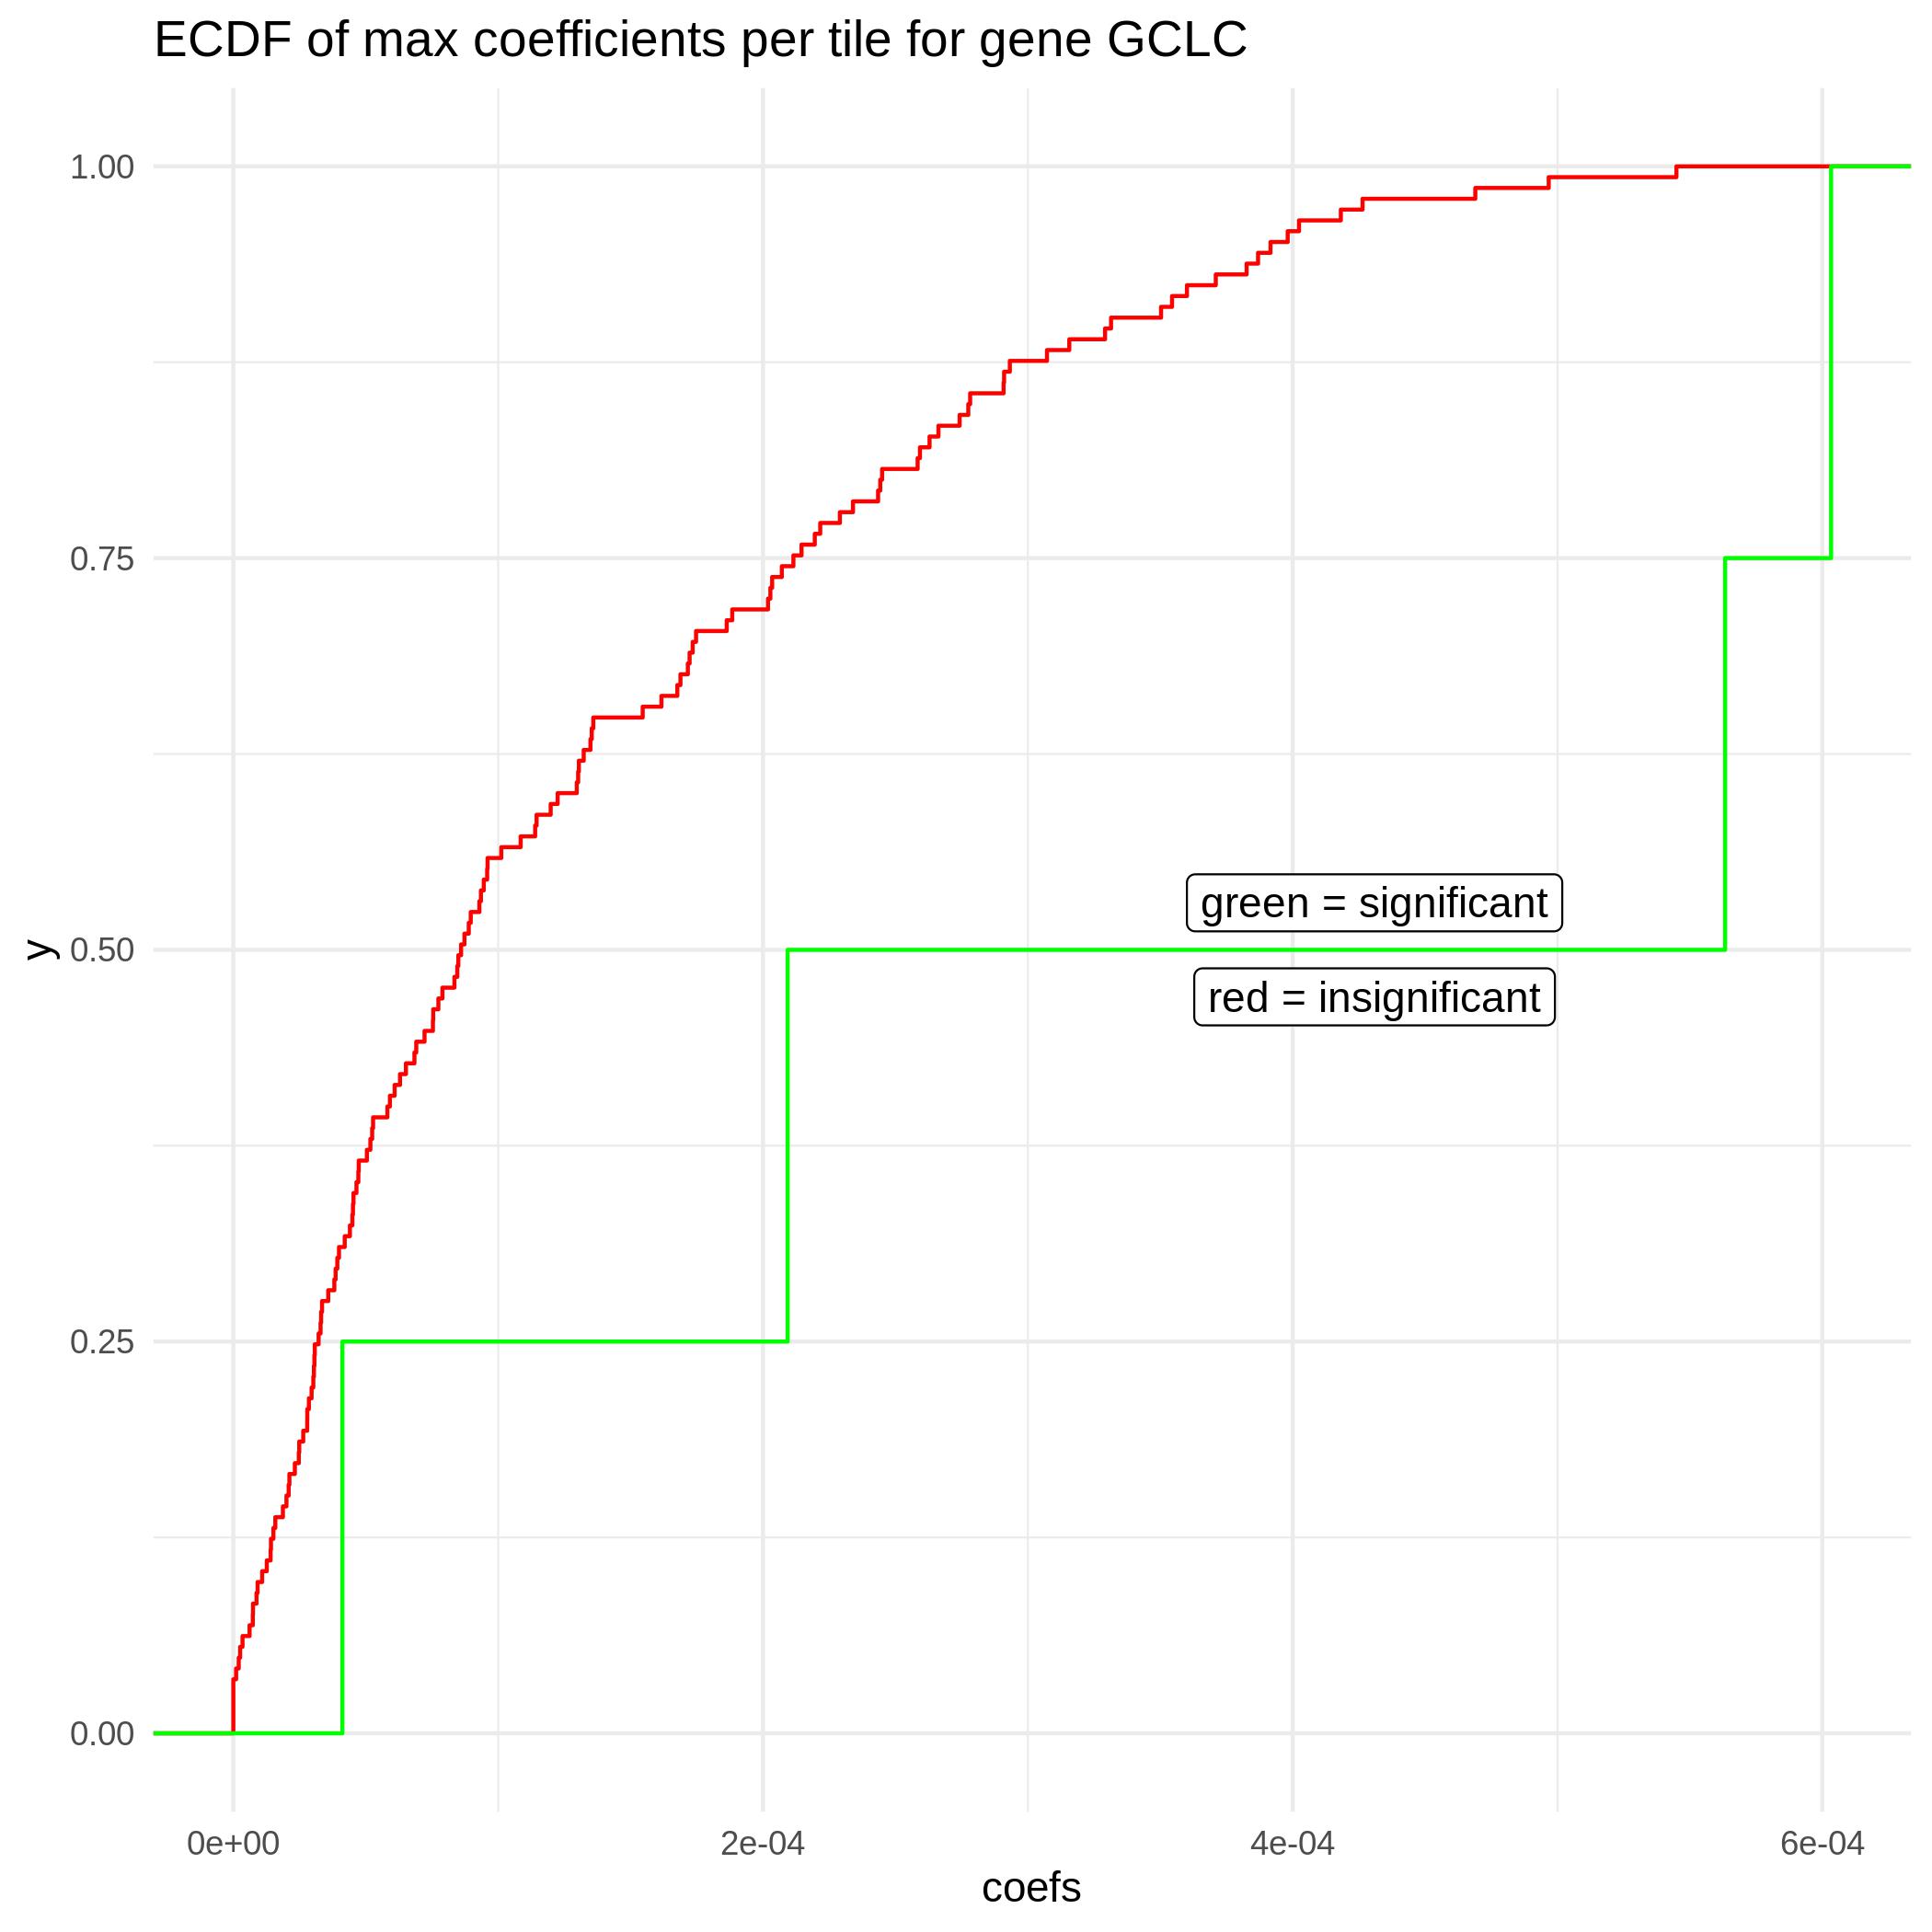 ECDF of max coefficients per tile for gene GCLC
1.00
0.75
0.50
0.25
0.00
y
green = significant
red = insignificant
0e+00 2e-04 4e-04 6e-04
coefs